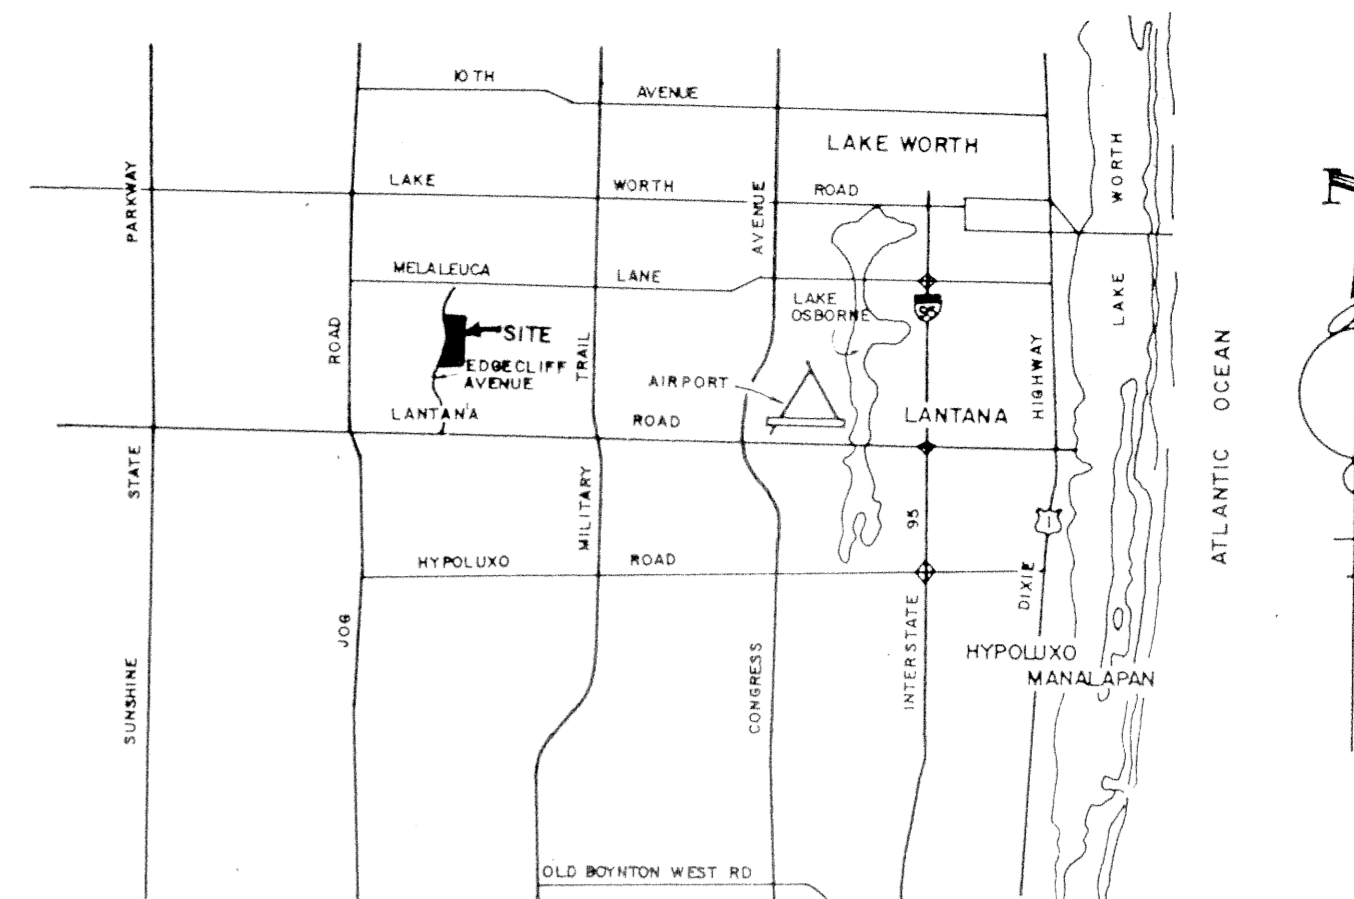 10TH AVENUE
LAKE WORTH
WORTH
LAKE WORTH ROAD
PARKWAY
AVENUE
MELALEUCA LANE
LAKE
OSBORNE
95
LAKE
ROAD
SITE
TRAIL
HIGHWAY
EDGECLIFF
AVENUE
AIRPORT
OCEAN
LANTANA ROAD
LANTANA
STATE
MILITARY
95
1
ATLANTIC
HYPOLUXO ROAD
DIXIE
JOG
INTERSTATE
HYPOLUXO
MANALAPAN
SUNSHINE
CONGRESS
OLD BOYNTON WEST RD